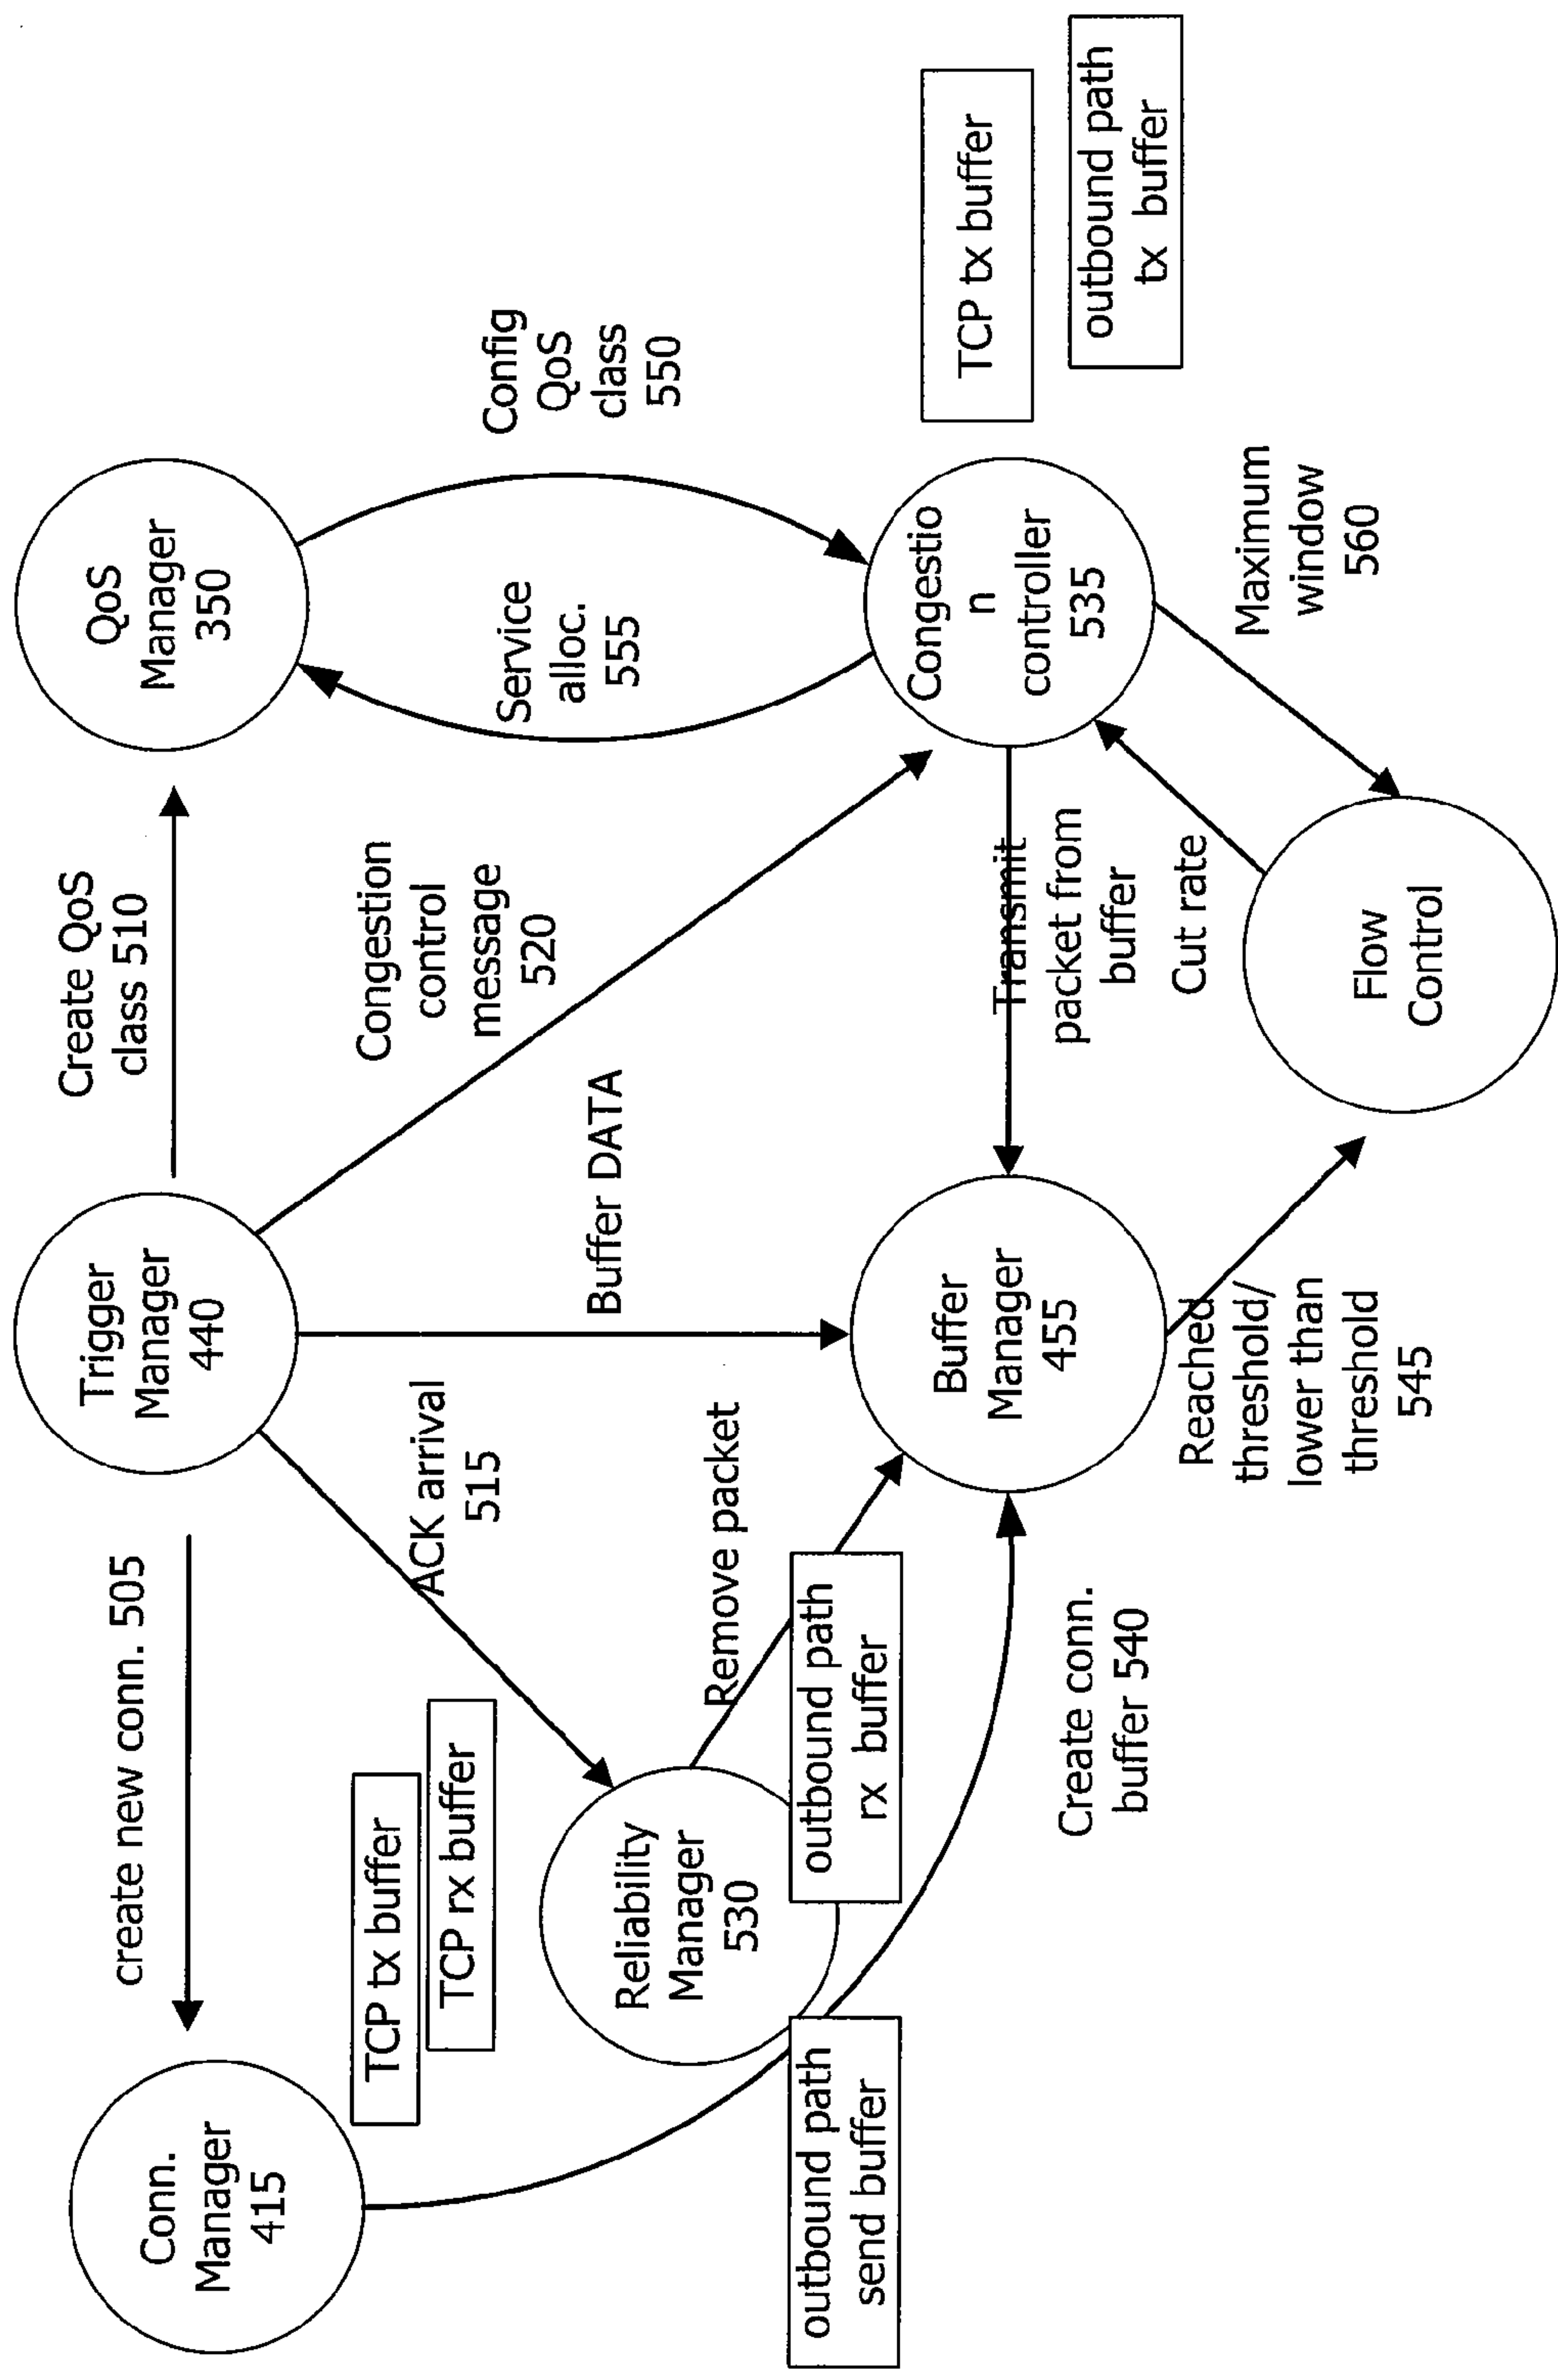 Conn.
Manager
415
create new conn. 505
Trigger
Manager
440
Create QoS
class 510
QoS
Manager
350
TCP tx buffer
TCP rx buffer
ACK arrival
515
Congestion
control
message
520
Service
alloc.
555
Config
QoS
class
550
Reliability
Manager
530
Remove packet
Buffer DATA
outbound path
send buffer
outbound path
rx buffer
Buffer
Manager
455
Transmit
packet from
buffer
Congestio
n
controller
535
TCP tx buffer
outbound path
tx buffer
Create conn.
buffer 540
Reached
threshold/
lower than
threshold
545
Cut rate
Maximum
window
560
Flow
Control